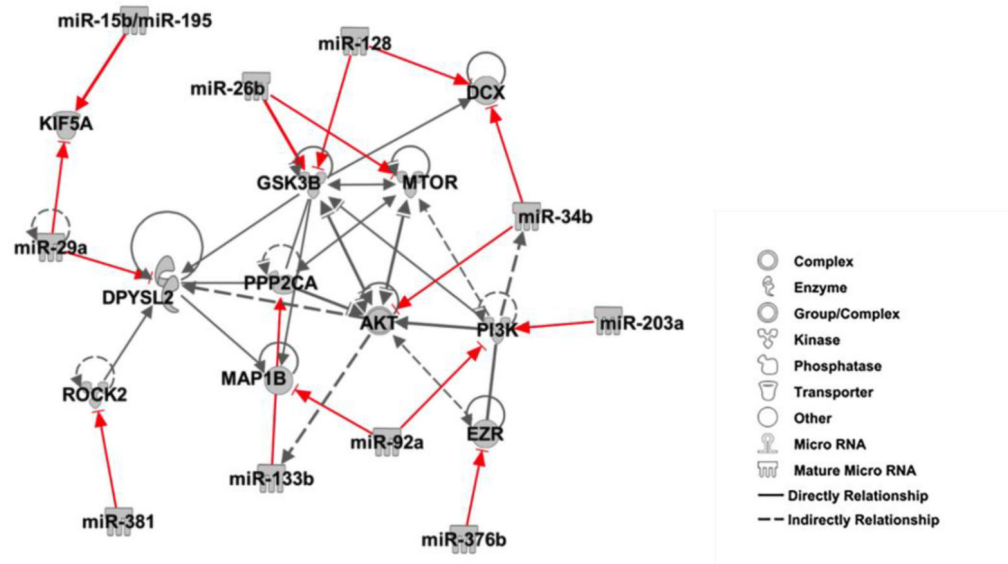 miR-15b/miR-195
miR-128
miR-26b
DCX
KIF5A
GSK3B
MTOR
miR-34b
miR-29a
DPYSL2
PPP2CA
AKT
PI3K
miR-203a
MAP1B
ROCK2
EZR
miR-92a
miR-133b
miR-381
miR-376b
Complex
Enzyme
Group/Complex
Kinase
Phosphatase
Transporter
Other
Micro RNA
Mature Micro RNA
Directly Relationship
Indirectly Relationship